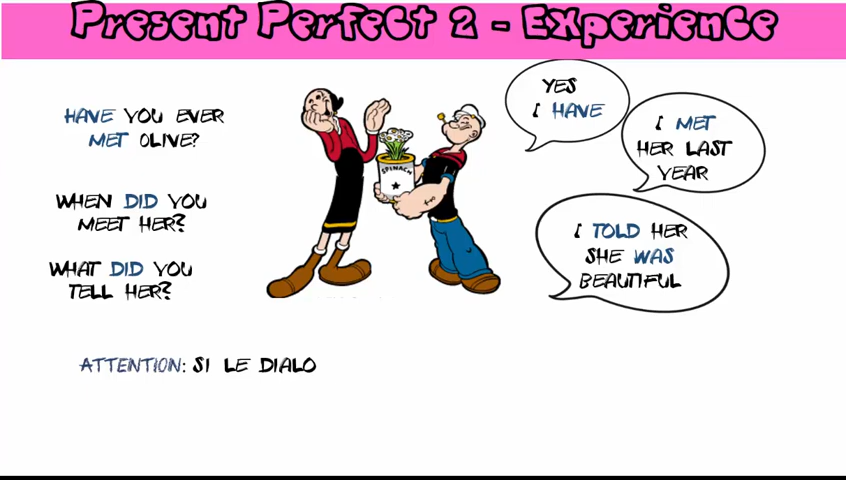 Present Perfect 2 - Experience
HAVE YOU EVER
MET OLIVE?
WHEN DID YOU
MEET HER?
WHAT DID YOU
TELL HER?
SPINACH
YES
I HAVE
I MET
HER LAST
YEAR
I TOLD HER
SHE WAS
BEAUTIFUL
ATTENTION: SI LE DIALO